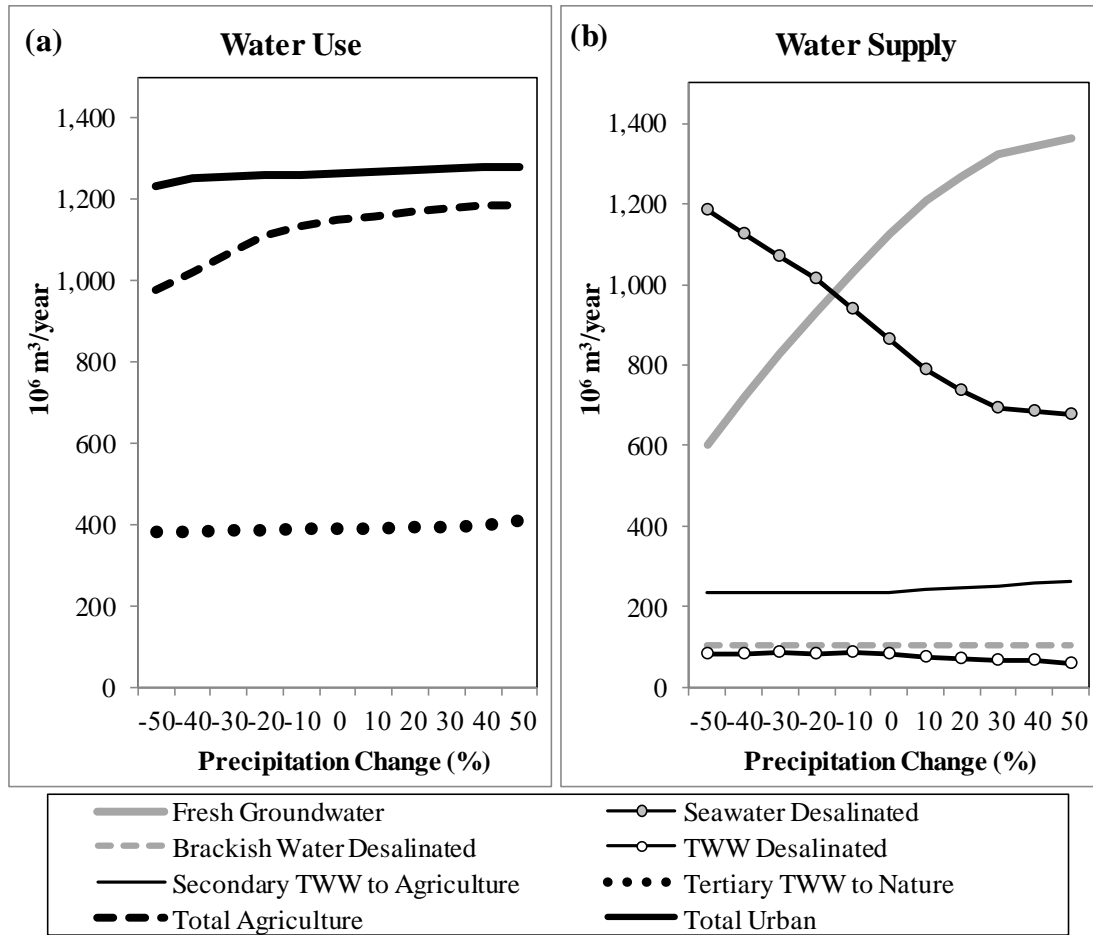 (a)
Water Use
1,400
1,200
1,000
800
600
400
200
0
10⁶ m³/year
-50-40-30-20-10 0 10 20 30 40 50
Precipitation Change (%)
(b)
Water Supply
1,400
1,200
1,000
800
600
400
200
0
10⁶ m³/year
-50-40-30-20-10 0 10 20 30 40 50
Precipitation Change (%)
Fresh Groundwater
Seawater Desalinated
Brackish Water Desalinated
TWW Desalinated
Secondary TWW to Agriculture
Tertiary TWW to Nature
Total Agriculture
Total Urban